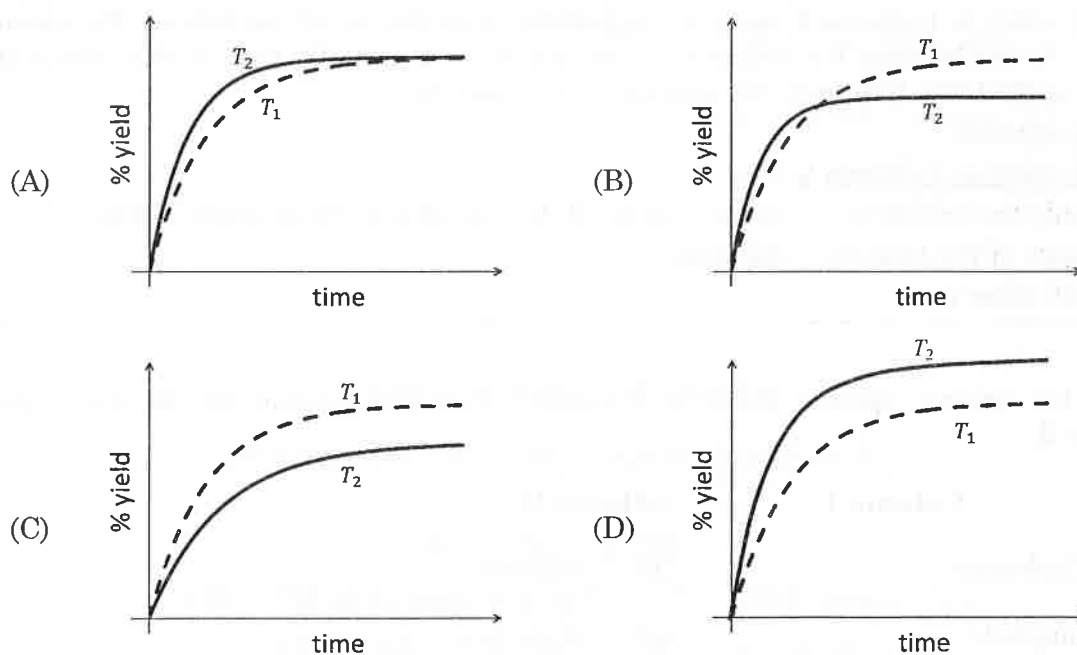 (A)
% yield
T₂
T₁
time
(B)
% yield
T₁
T₂
time
(C)
% yield
T₁
T₂
time
(D)
% yield
T₂
T₁
time